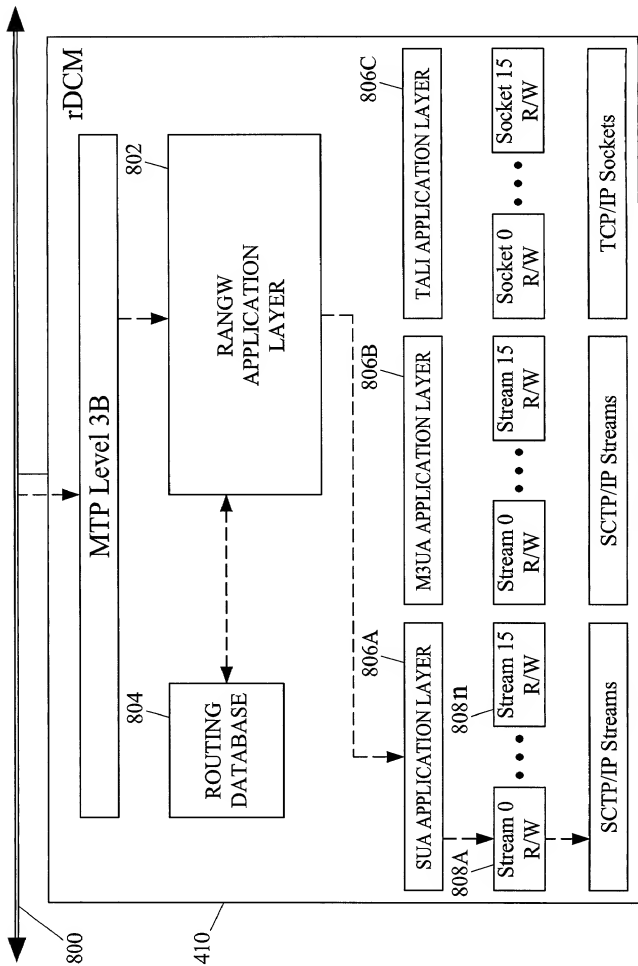 800
rDCM
MTP Level 3B
804
802
410
ROUTING
DATABASE
RANGW
APPLICATION
LAYER
806A
806B
806C
SUA APPLICATION LAYER
M3UA APPLICATION LAYER
TALI APPLICATION LAYER
808A
808n
Stream 0
R/W
Stream 15
R/W
Stream 0
R/W
Stream 15
R/W
Socket 0
R/W
Socket 15
R/W
SCTP/IP Streams
SCTP/IP Streams
TCP/IP Sockets